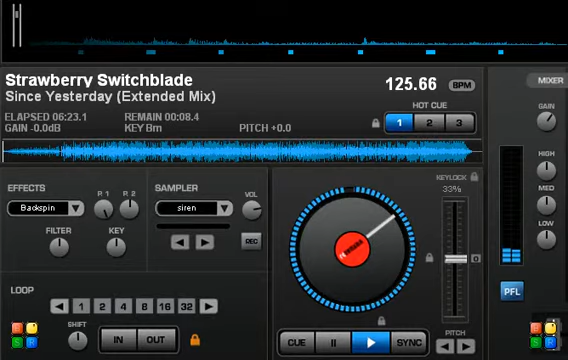 Strawberry Switchblade
125.66 BPM
MIXER
Since Yesterday (Extended Mix)
HOT CUE
GAIN
ELAPSED 06:23.1 REMAIN 00:08.4
1 2 3
GAIN -0.0dB KEY Bm PITCH +0.0
HIGH
KEYLOCK
33%
EFFECTS P. 1 P. 2 SAMPLER VOL
MED
Backspin siren
LOW
FILTER KEY
REC
0
PFL
LOOP
1 2 4 8 16 32
SHIFT
PITCH
IN OUT
CUE SYNC
S R
S R